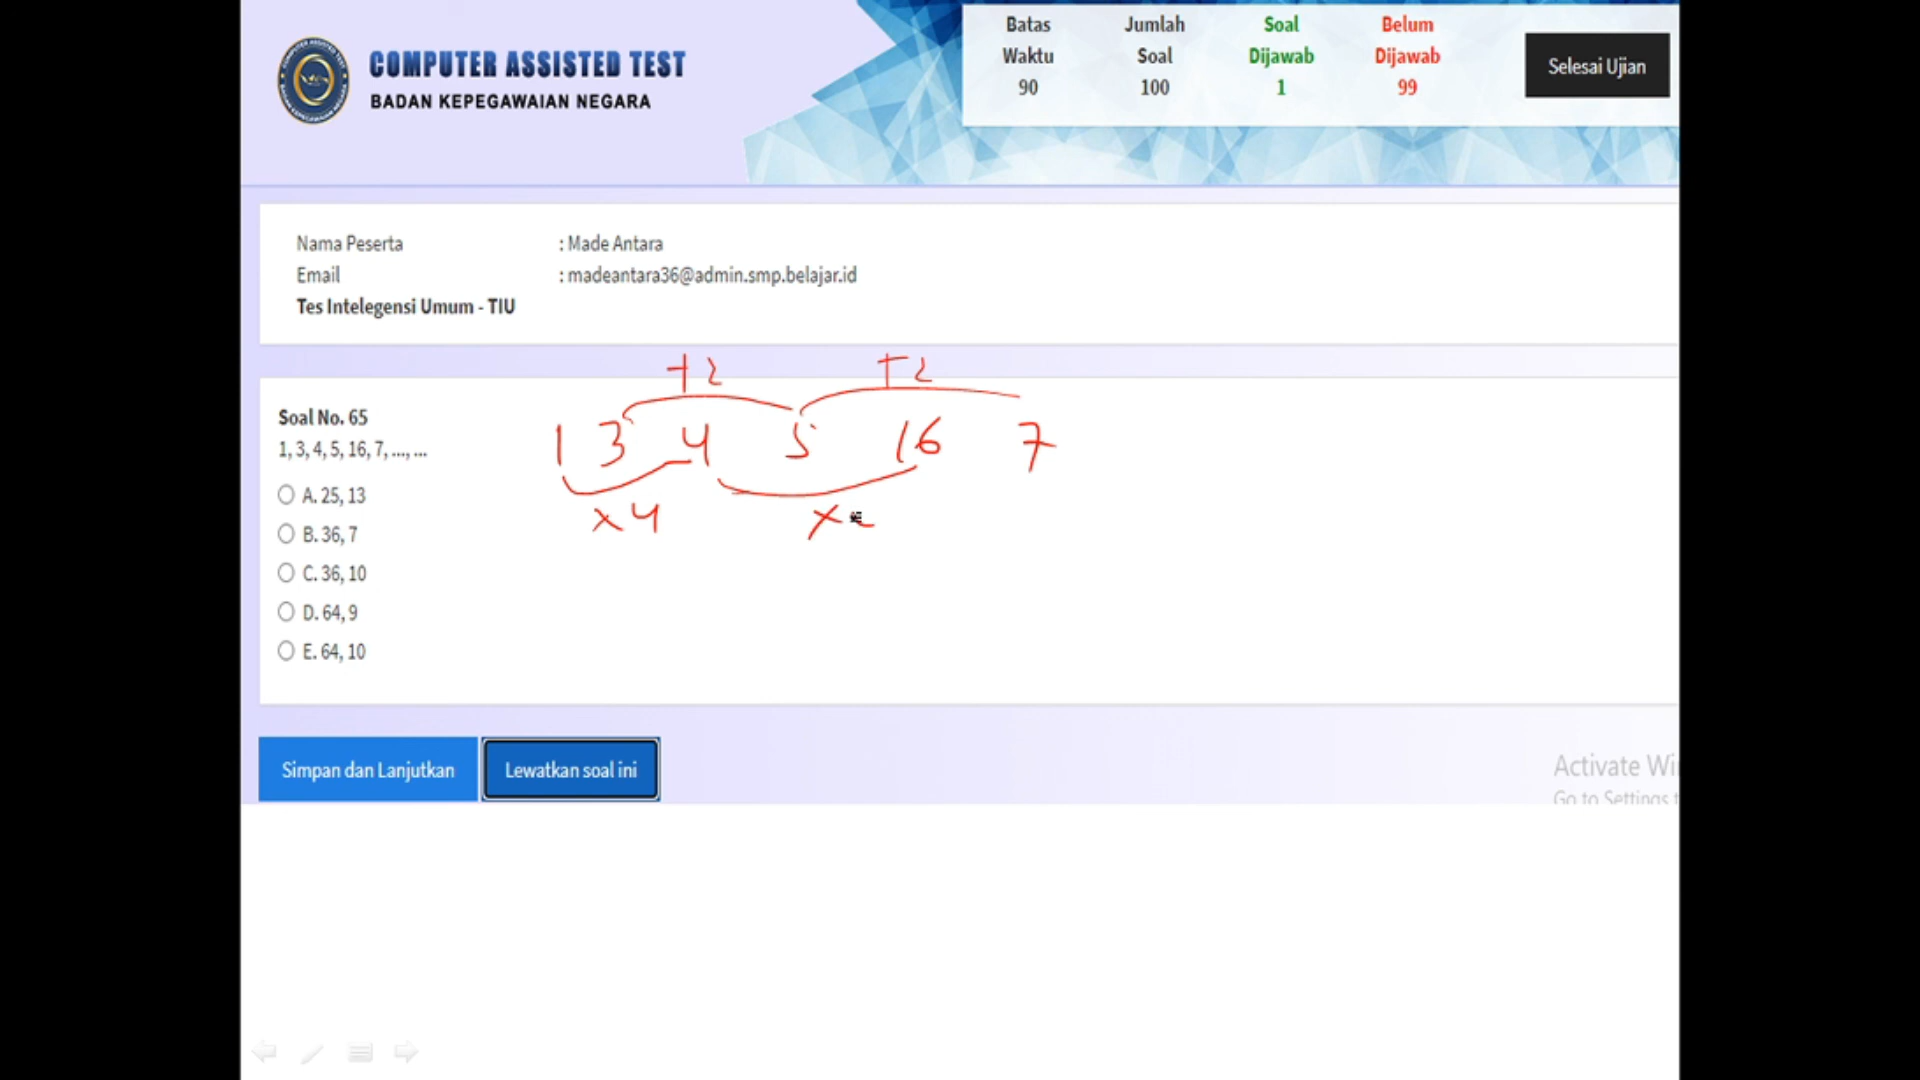 COMPUTER ASSISTED TEST
BADAN KEPEGAWAIAN NEGARA
Batas Waktu 90
Jumlah Soal 100
Soal Dijawab 1
Belum Dijawab 99
Selesai Ujian
Nama Peserta : Made Antara
Email : madeantara36@admin.smp.belajar.id
Tes Intelegensi Umum - TIU
+2 +2
Soal No. 65
1 3 4 5 16 7
1, 3, 4, 5, 16, 7, ..., ...
A. 25, 13
x4 x
B. 36, 7
C. 36, 10
D. 64, 9
E. 64, 10
Simpan dan Lanjutkan
Lewatkan soal ini
Activate Wi
Go to Settings t